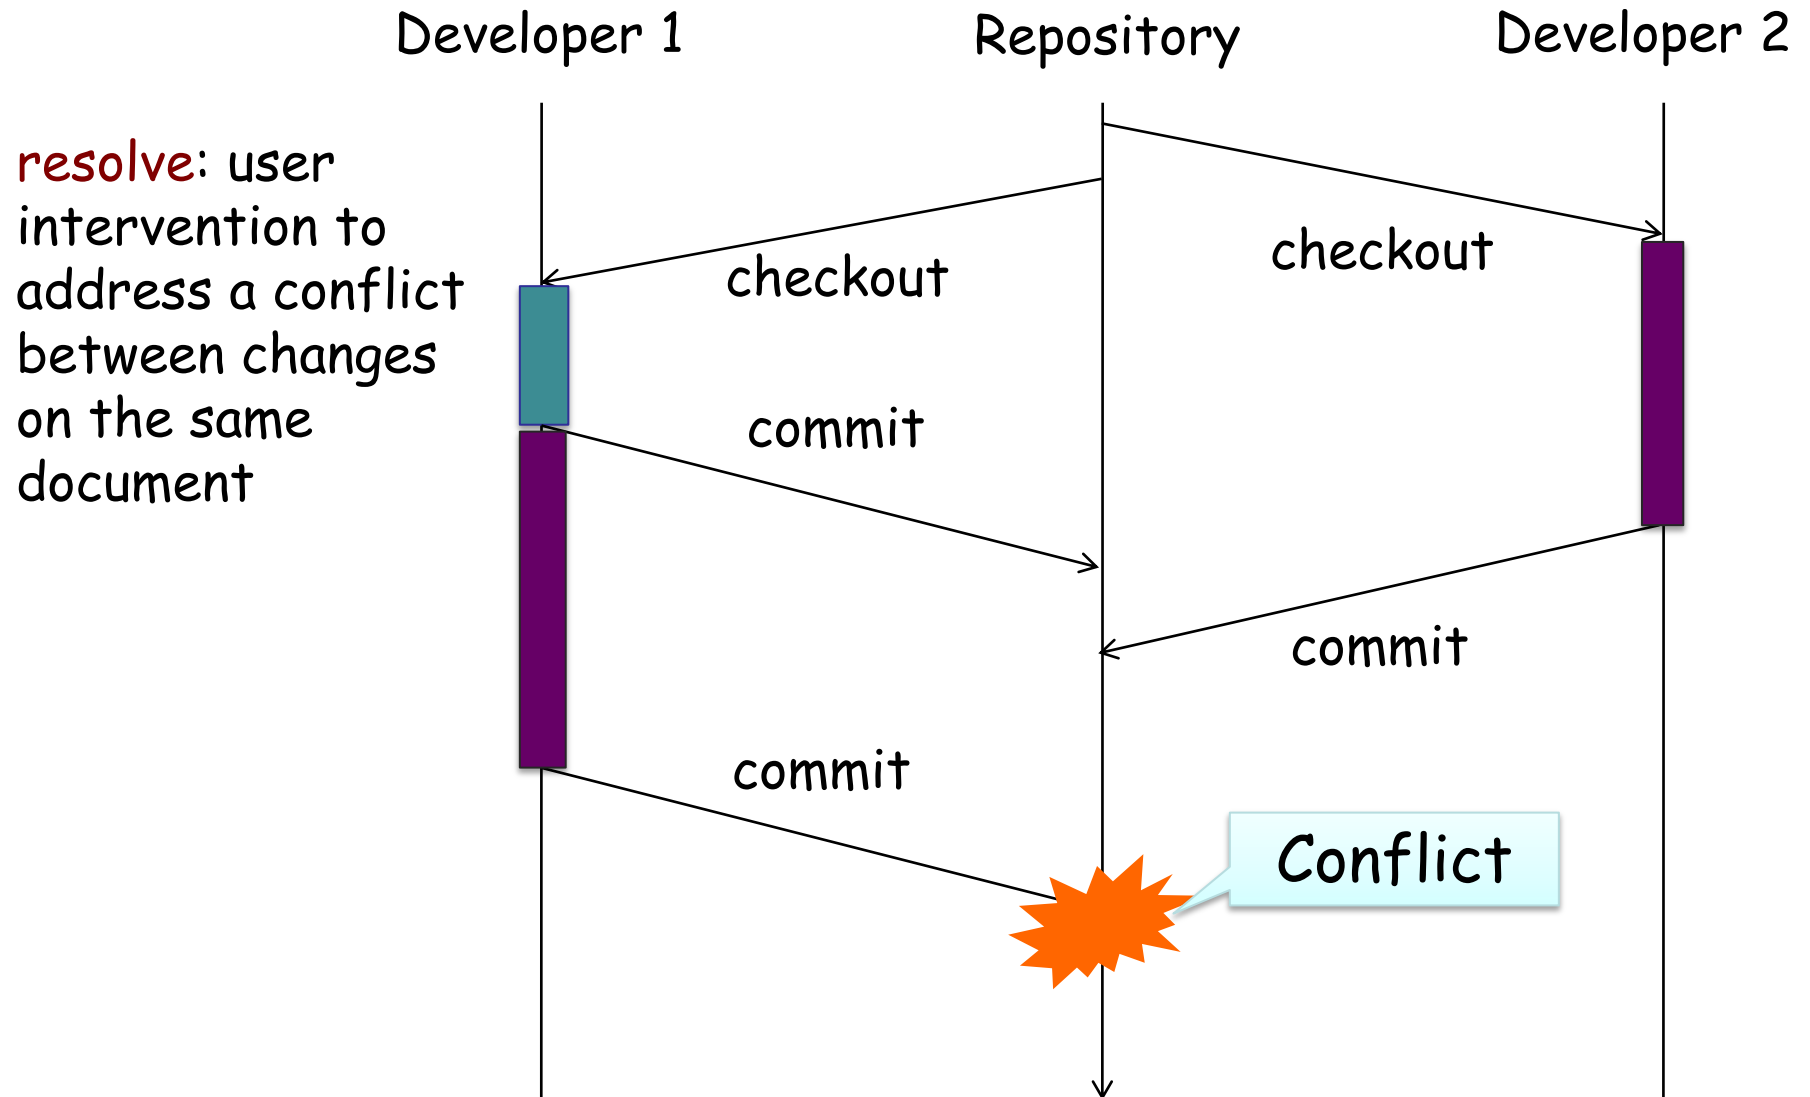 Developer 1
Repository
Developer 2
resolve: user
intervention to
address a conflict
between changes
on the same
document
checkout
checkout
commit
commit
commit
Conflict